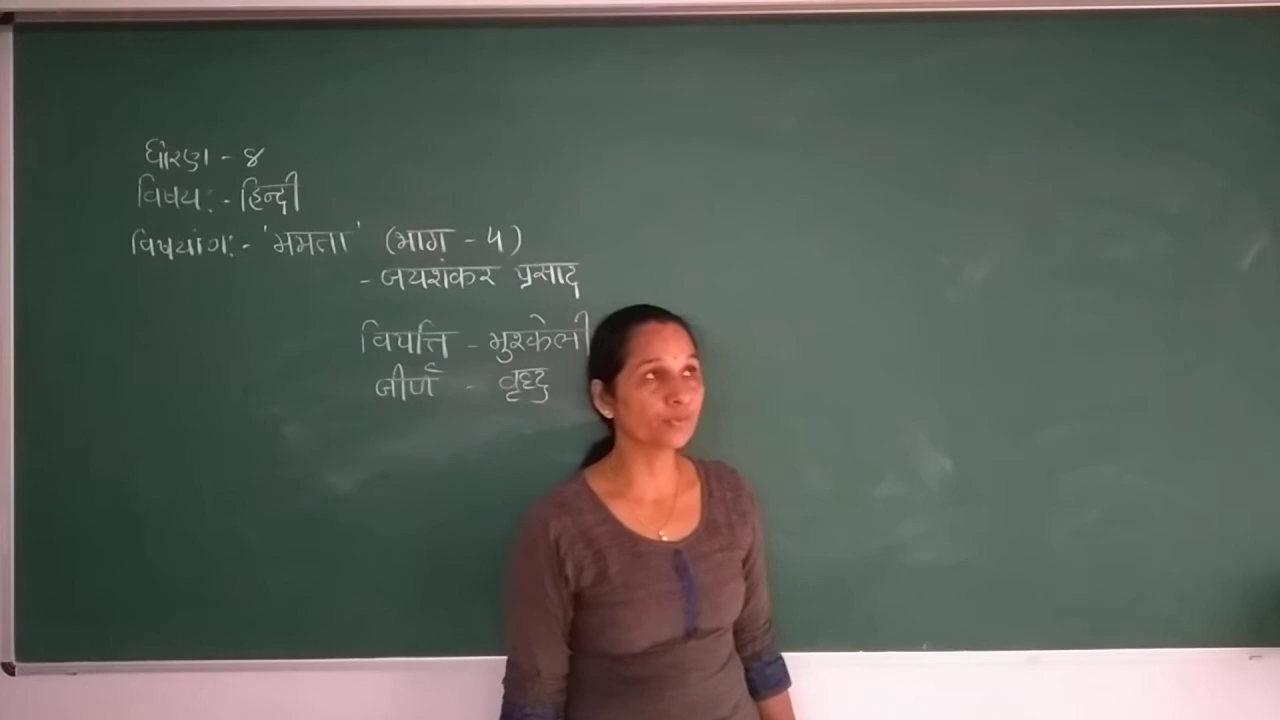 धोरण - ४
विषय: - हिन्दी
विषयांग: - 'ममता' (भाग - ५)
- जयशंकर प्रसाद
विपत्ति - मुश्केली
जीर्ण - वृद्ध